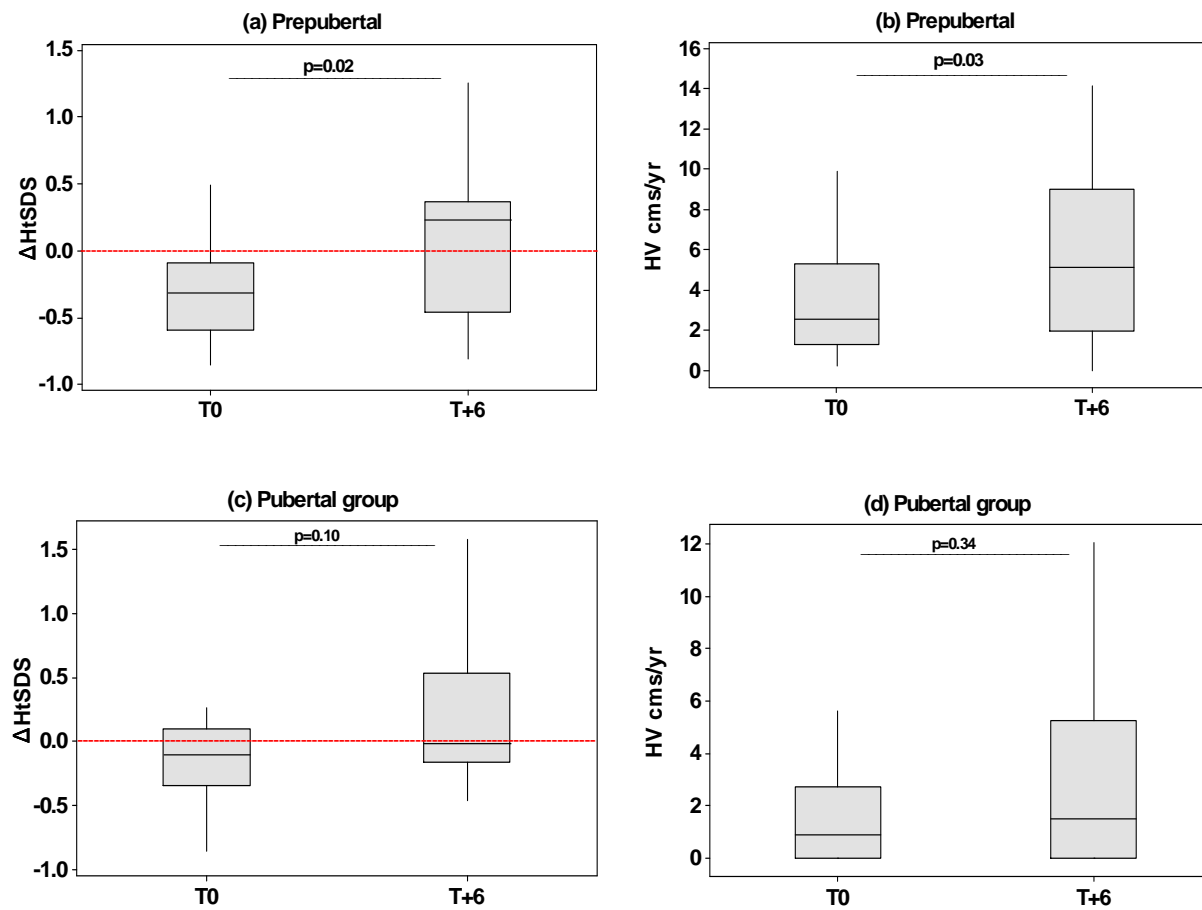 (a) Prepubertal
1.5
1.0
0.5
0.0
-0.5
-1.0
ΔHtSDS
p=0.02
T0 T+6
(b) Prepubertal
16
14
12
10
8
6
4
2
0
HV cms/yr
p=0.03
T0 T+6
(c) Pubertal group
1.5
1.0
0.5
0.0
-0.5
-1.0
ΔHtSDS
p=0.10
T0 T+6
(d) Pubertal group
12
10
8
6
4
2
0
HV cms/yr
p=0.34
T0 T+6